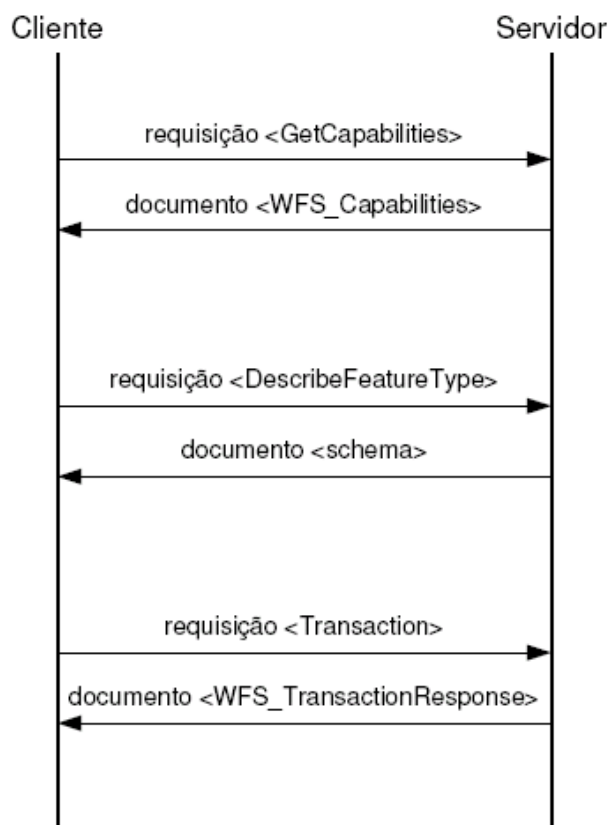 Cliente
Servidor
requisição <GetCapabilities>
documento <WFS_Capabilities>
requisição <DescribeFeatureType>
documento <schema>
requisição <Transaction>
documento <WFS_TransactionResponse>